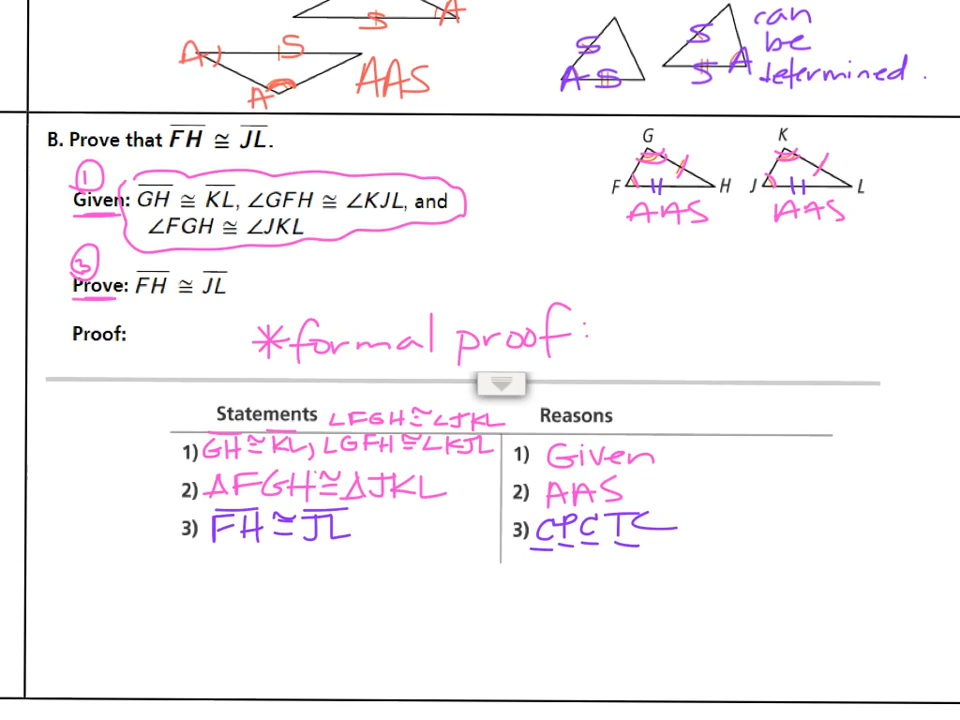 S A
A S
A AAS
S S can
A S S A be
S determined.
B. Prove that FH ≅ JL.
1
Given: GH ≅ KL, ∠GFH ≅ ∠KJL, and
∠FGH ≅ ∠JKL
G K
F H J L
AAS AAS
3
Prove: FH ≅ JL
Proof: *formal proof:
Statements ∠FGH≅∠JKL Reasons
1) GH≅KL, ∠GFH≅∠KJL 1) Given
2) ΔFGH≅ΔJKL 2) AAS
3) FH≅JL 3) CPCTC